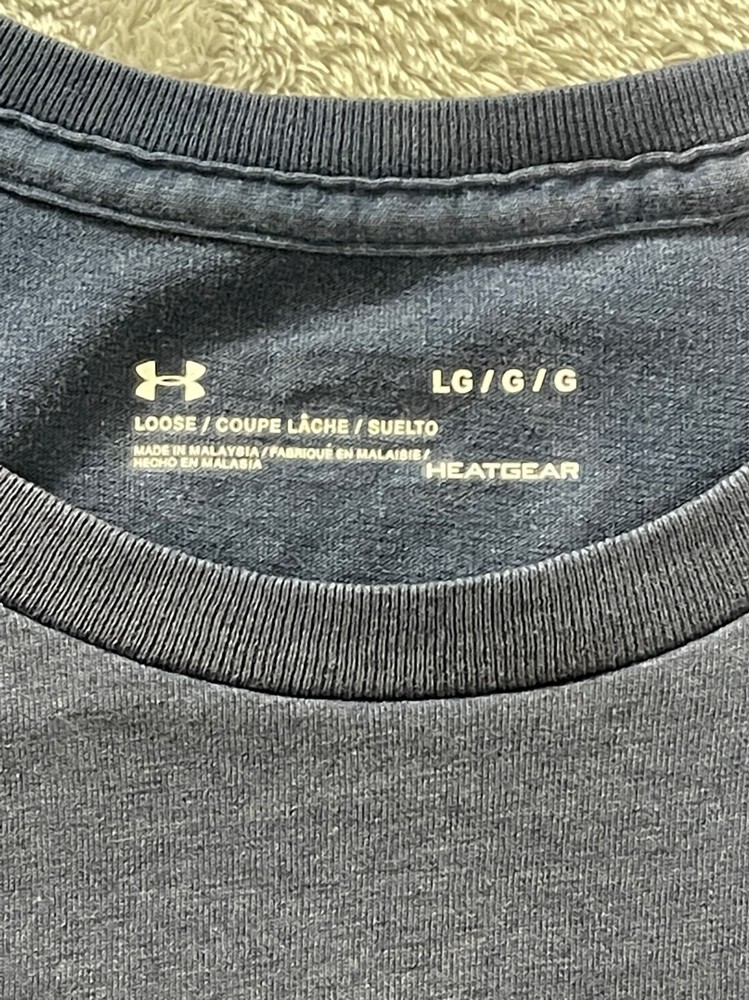 LG / G / G
LOOSE / COUPE LÂCHE / SUELTO
MADE IN MALAYSIA / FABRIQUÉ EN MALAISIE /
HECHO EN MALASIA
HEATGEAR